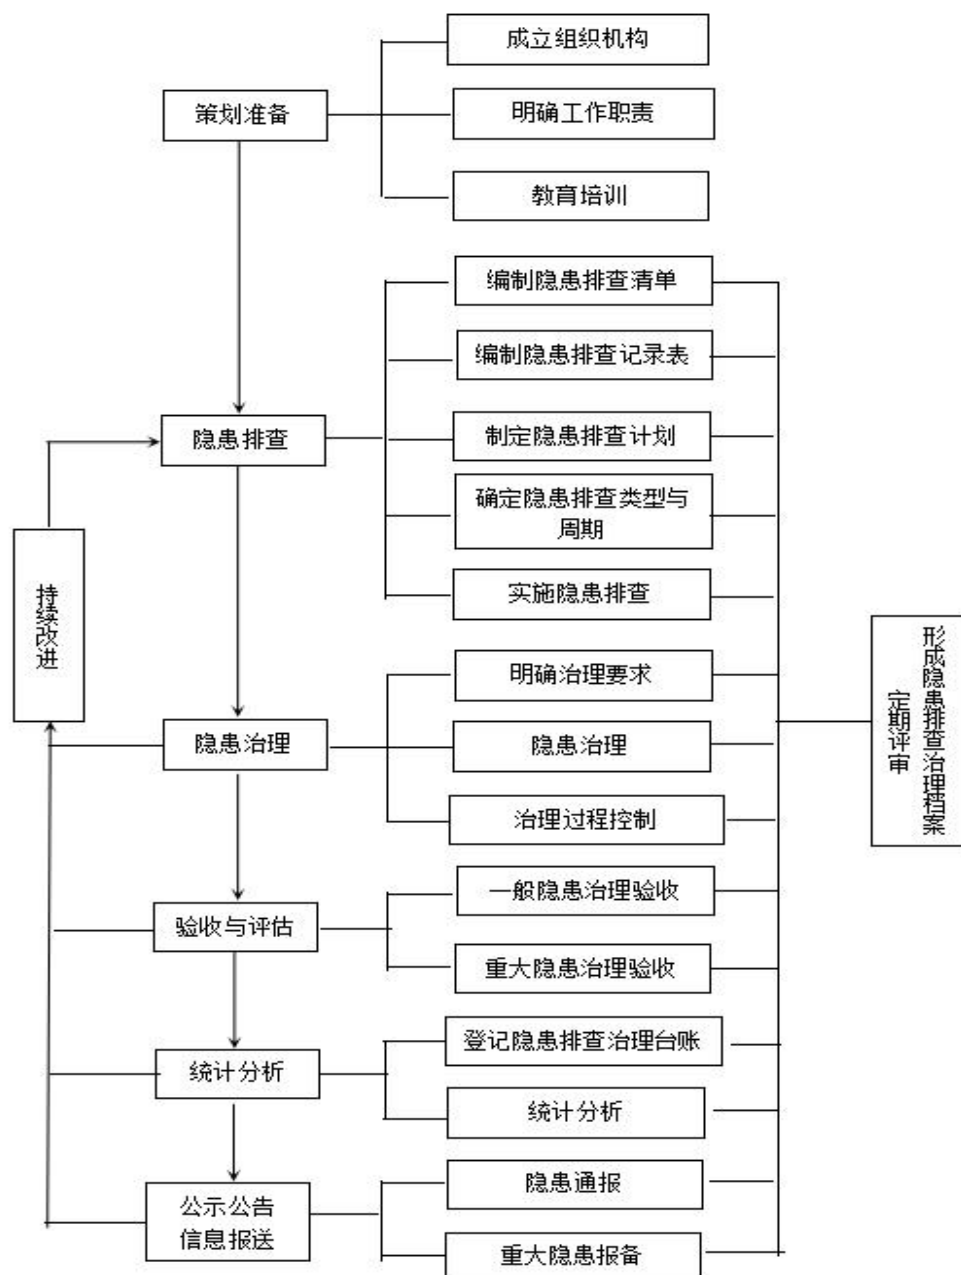 成立组织机构
策划准备
明确工作职责
教育培训
编制隐患排查清单
编制隐患排查记录表
隐患排查
制定隐患排查计划
确定隐患排查类型与
周期
实施隐患排查
持续改进
形成隐患排查治理档案
定期评审
明确治理要求
隐患治理
隐患治理
治理过程控制
一般隐患治理验收
验收与评估
重大隐患治理验收
登记隐患排查治理台账
统计分析
统计分析
隐患通报
公示公告
信息报送
重大隐患报备